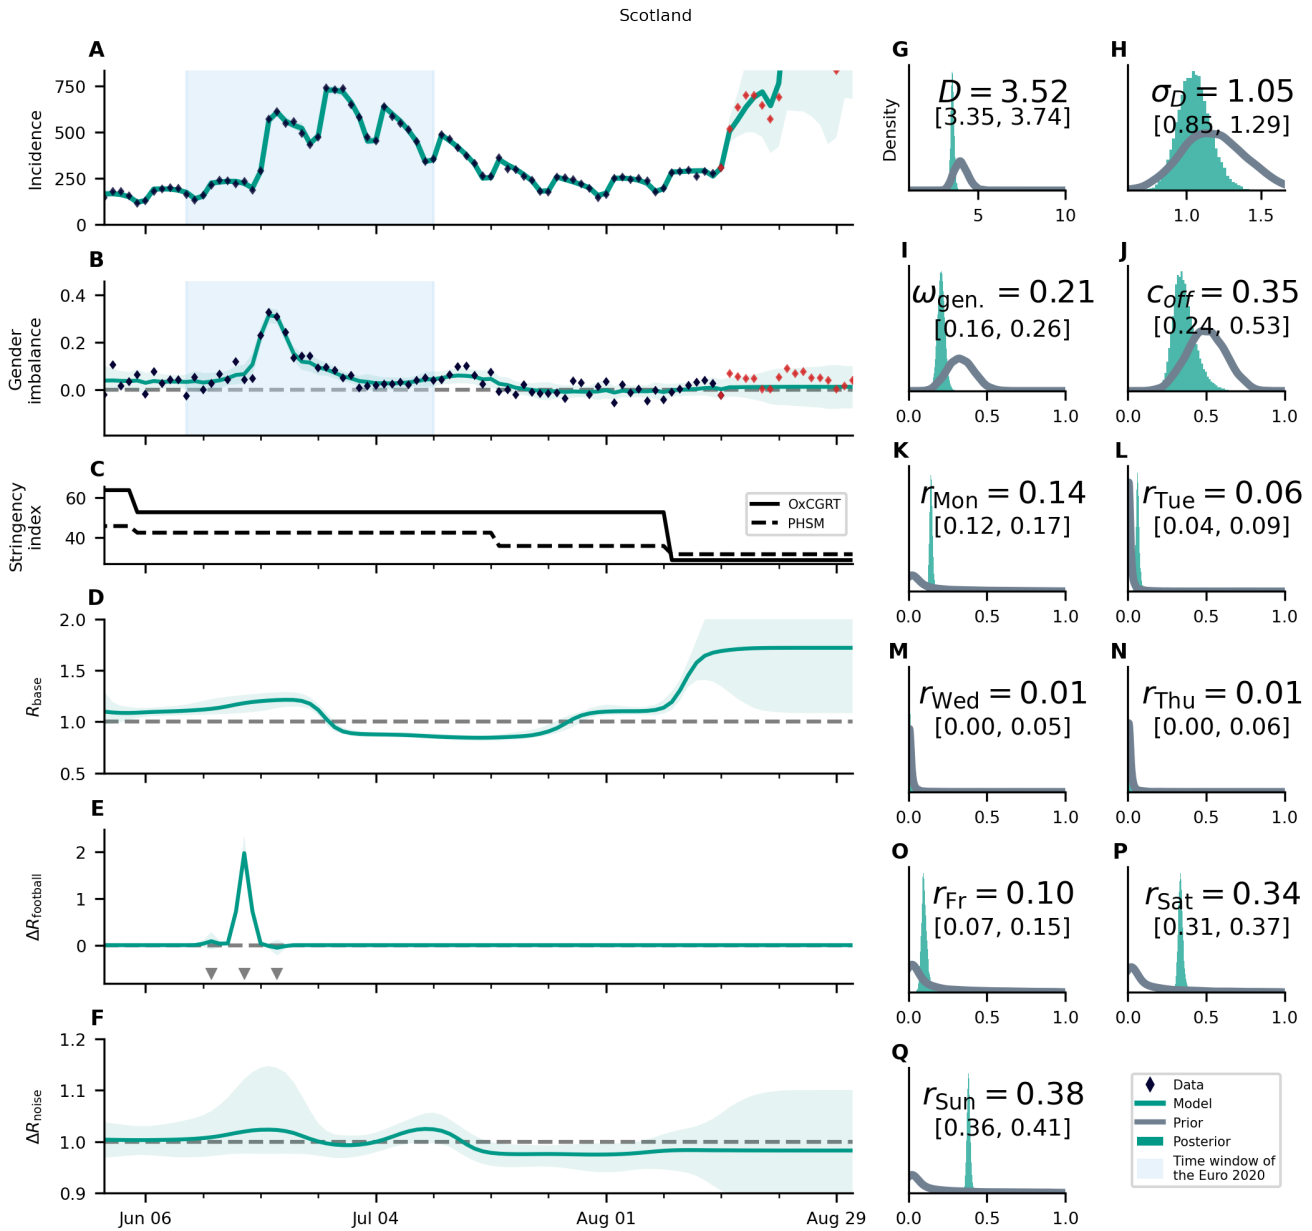 Scotland
A
Incidence
750
500
250
0
B
Gender
imbalance
0.4
0.2
0.0
C
Stringency
index
60
40
OxCGRT
PHSM
D
R_base
2.0
1.5
1.0
0.5
E
ΔR_football
2
1
0
F
ΔR_noise
1.2
1.1
1.0
0.9
Jun 06 Jul 04 Aug 01 Aug 29
G
Density
D = 3.52
[3.35, 3.74]
5 10
H
σ_D = 1.05
[0.85, 1.29]
1.0 1.5
I
ω_gen. = 0.21
[0.16, 0.26]
0.0 0.5 1.0
J
c_off = 0.35
[0.24, 0.53]
0.0 0.5 1.0
K
r_Mon = 0.14
[0.12, 0.17]
0.0 0.5 1.0
L
r_Tue = 0.06
[0.04, 0.09]
0.0 0.5 1.0
M
r_Wed = 0.01
[0.00, 0.05]
0.0 0.5 1.0
N
r_Thu = 0.01
[0.00, 0.06]
0.0 0.5 1.0
O
r_Fr = 0.10
[0.07, 0.15]
0.0 0.5 1.0
P
r_Sat = 0.34
[0.31, 0.37]
0.0 0.5 1.0
Q
r_Sun = 0.38
[0.36, 0.41]
0.0 0.5 1.0
Data
Model
Prior
Posterior
Time window of
the Euro 2020